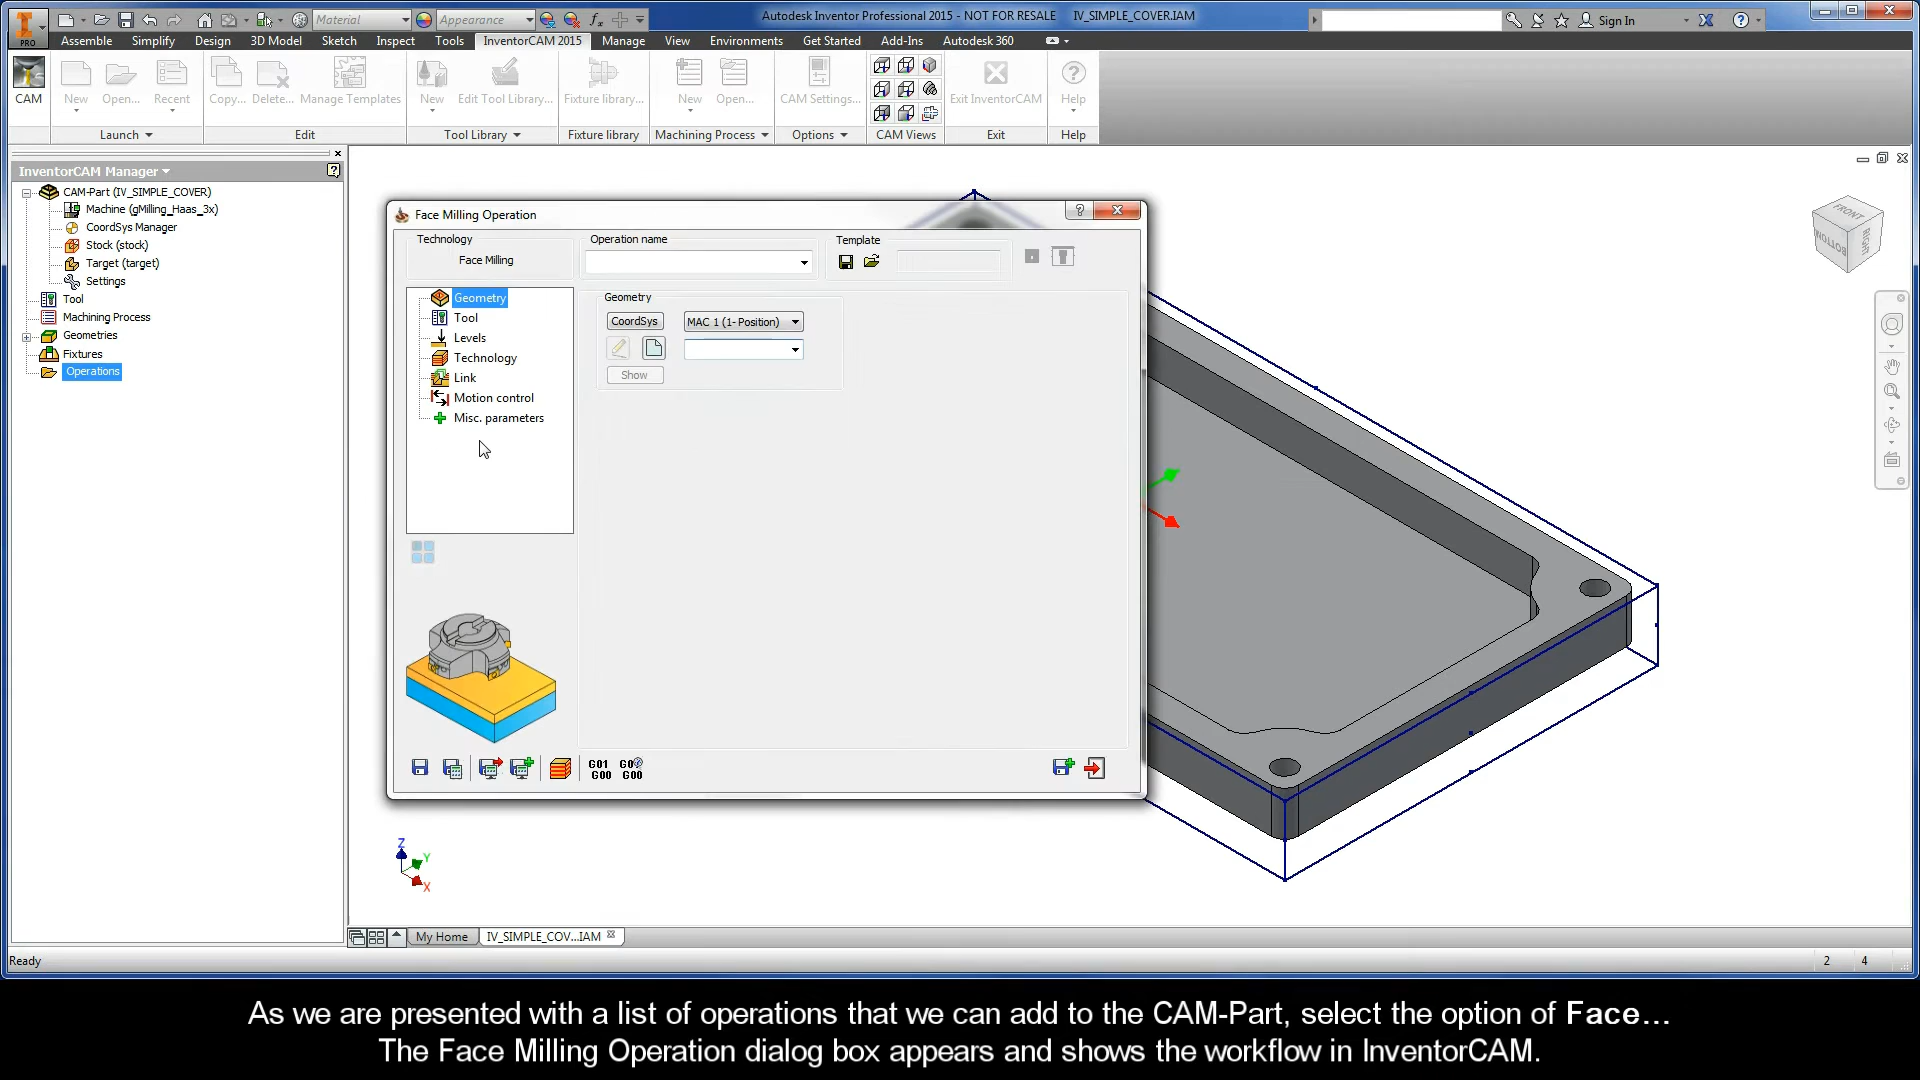 Material
Appearance
Autodesk Inventor Professional 2015 - NOT FOR RESALE IV_SIMPLE_COVER.IAM
Sign In
PRO
Assemble Simplify Design 3D Model Sketch Inspect Tools InventorCAM 2015 Manage View Environments Get Started Add-Ins Autodesk 360
CAM New Open... Recent Copy... Delete... Manage Templates New Edit Tool Library... Fixture library... New Open... CAM Settings... Exit InventorCAM Help
Launch Edit Tool Library Fixture library Machining Process Options CAM Views Exit Help
InventorCAM Manager
CAM-Part (IV_SIMPLE_COVER)
Machine (gMilling_Haas_3x)
CoordSys Manager
Stock (stock)
Target (target)
Settings
Tool
Machining Process
Geometries
Fixtures
Operations
Face Milling Operation
Technology
Face Milling
Operation name
Template
Geometry
Tool
Levels
Technology
Link
Motion control
Misc. parameters
Geometry
CoordSys MAC 1 (1- Position)
Show
G01
G00
G00
FRONT
BOTTOM
RIGHT
Z
Y
X
My Home IV_SIMPLE_COV...IAM
Ready
2 4
As we are presented with a list of operations that we can add to the CAM-Part, select the option of Face...
The Face Milling Operation dialog box appears and shows the workflow in InventorCAM.